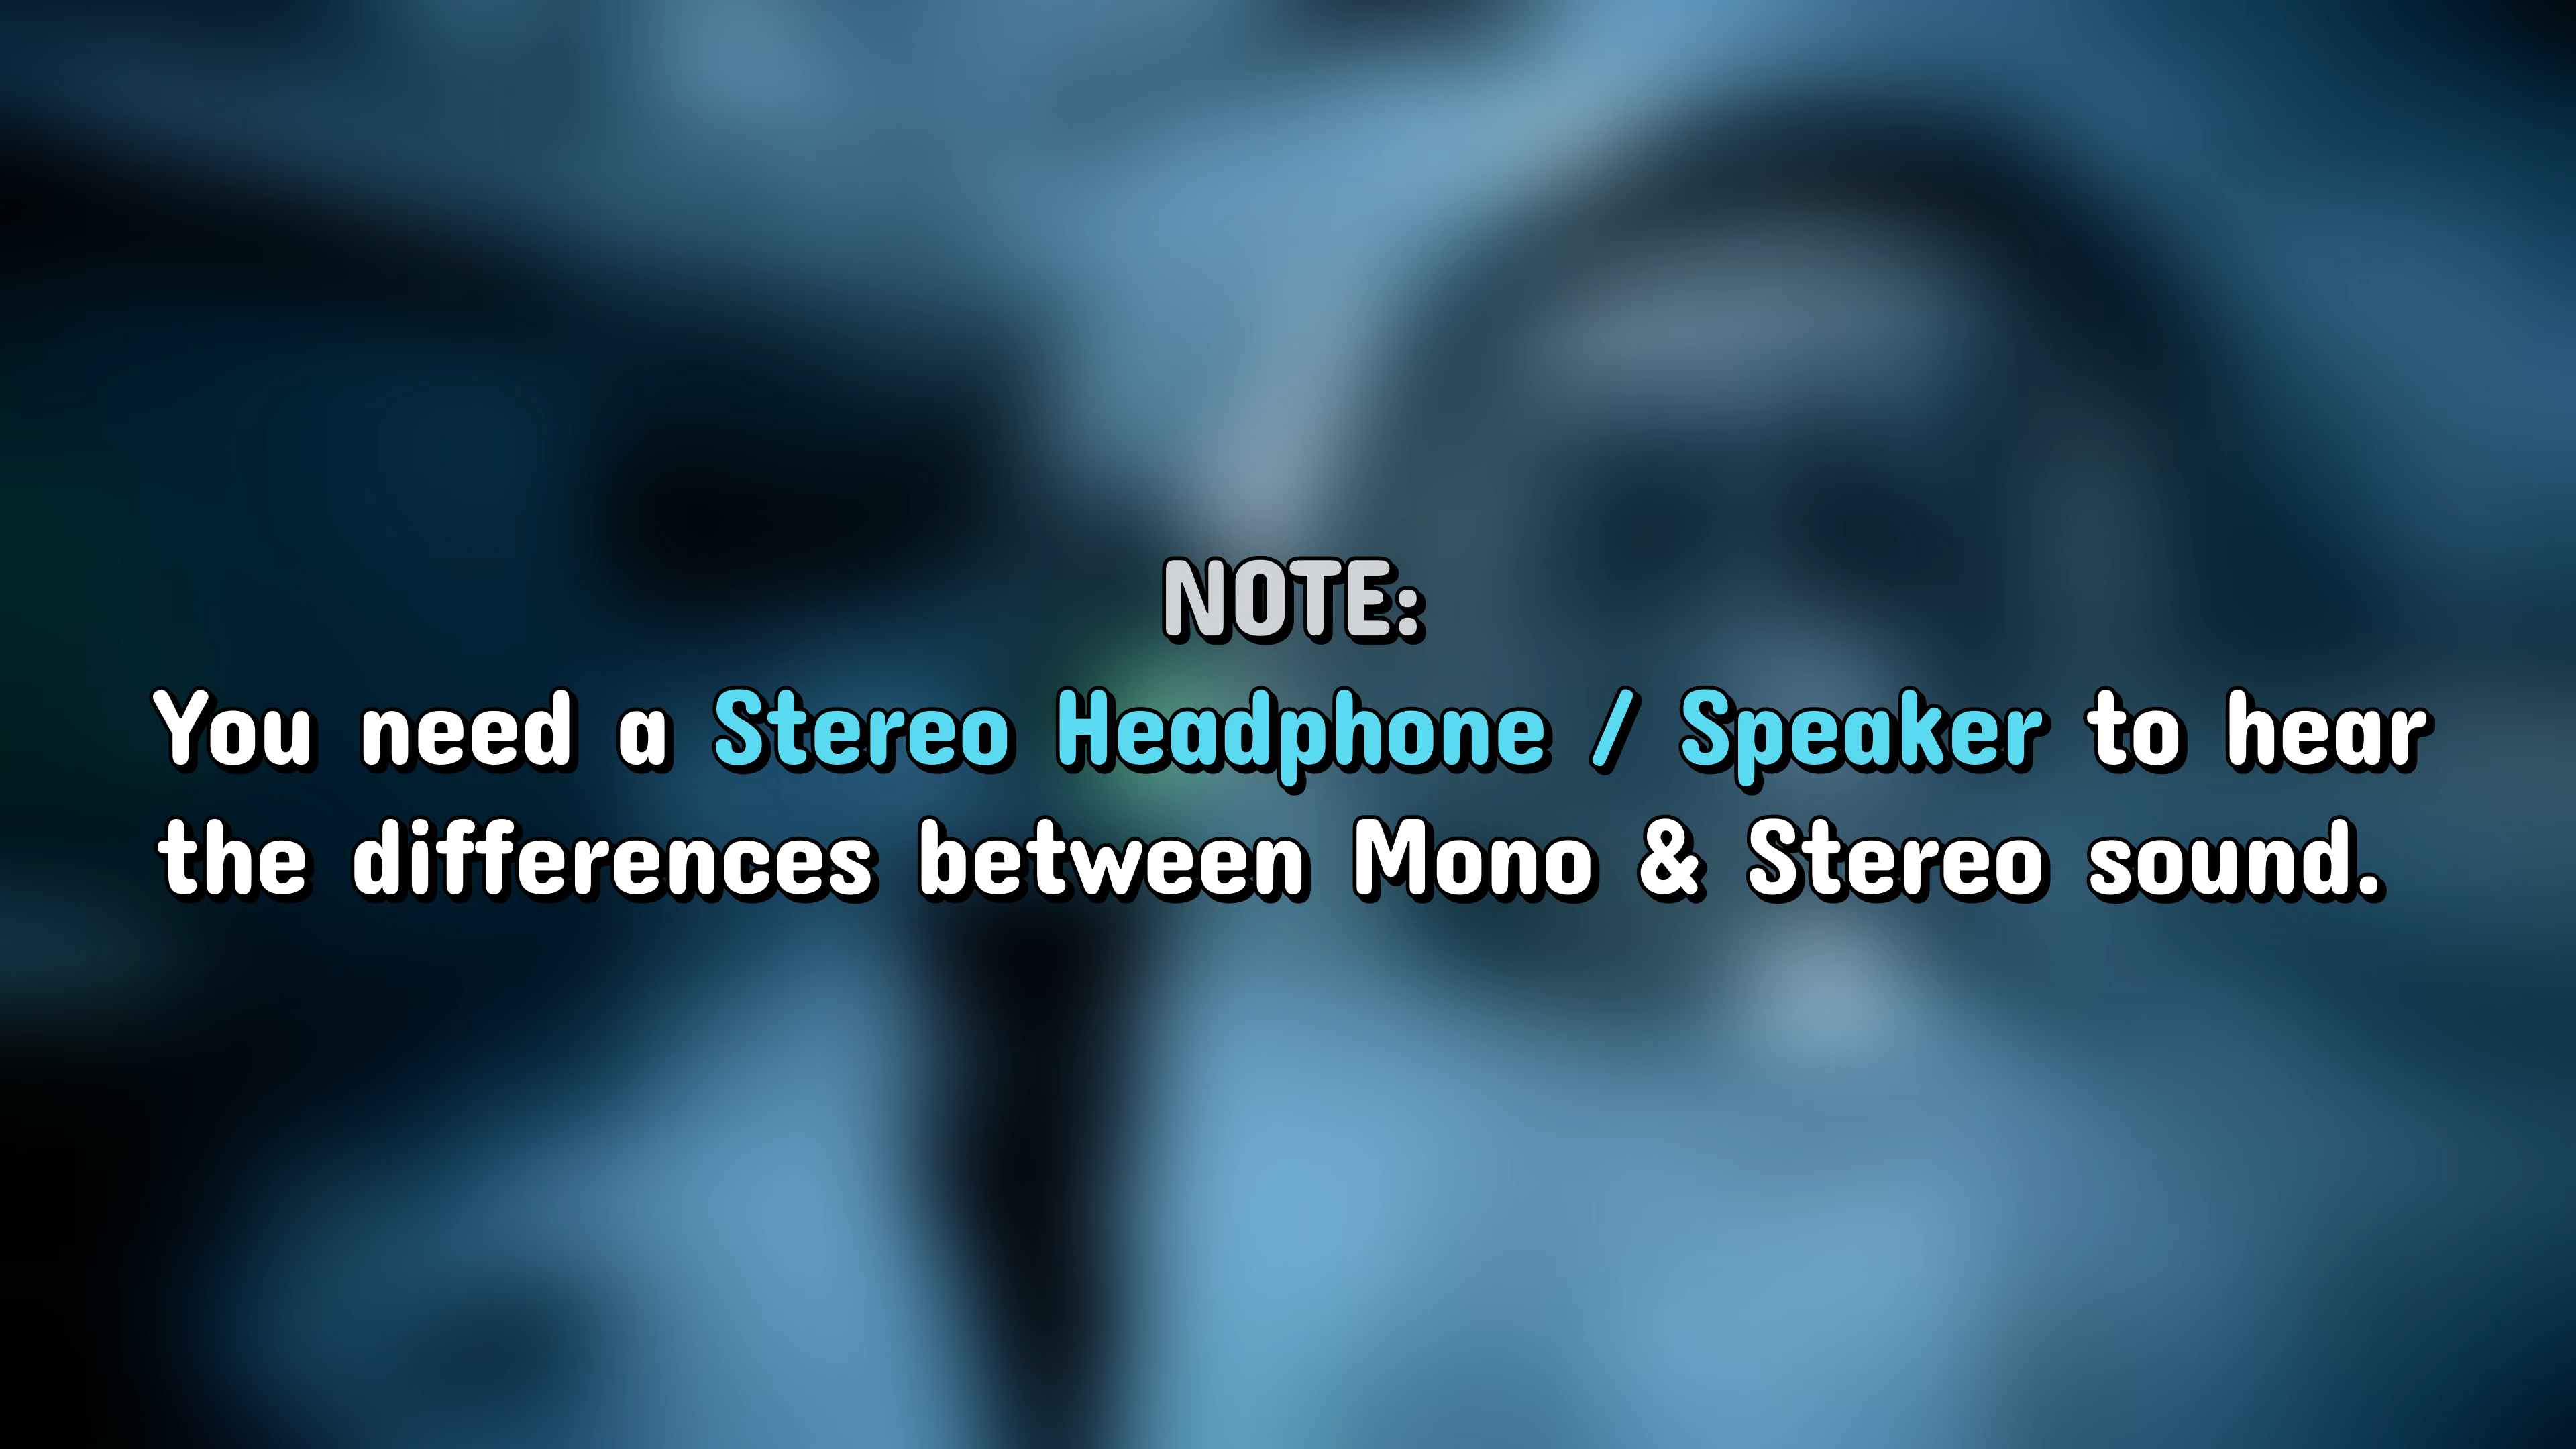 NOTE:
You need a Stereo Headphone / Speaker to hear
the differences between Mono & Stereo sound.